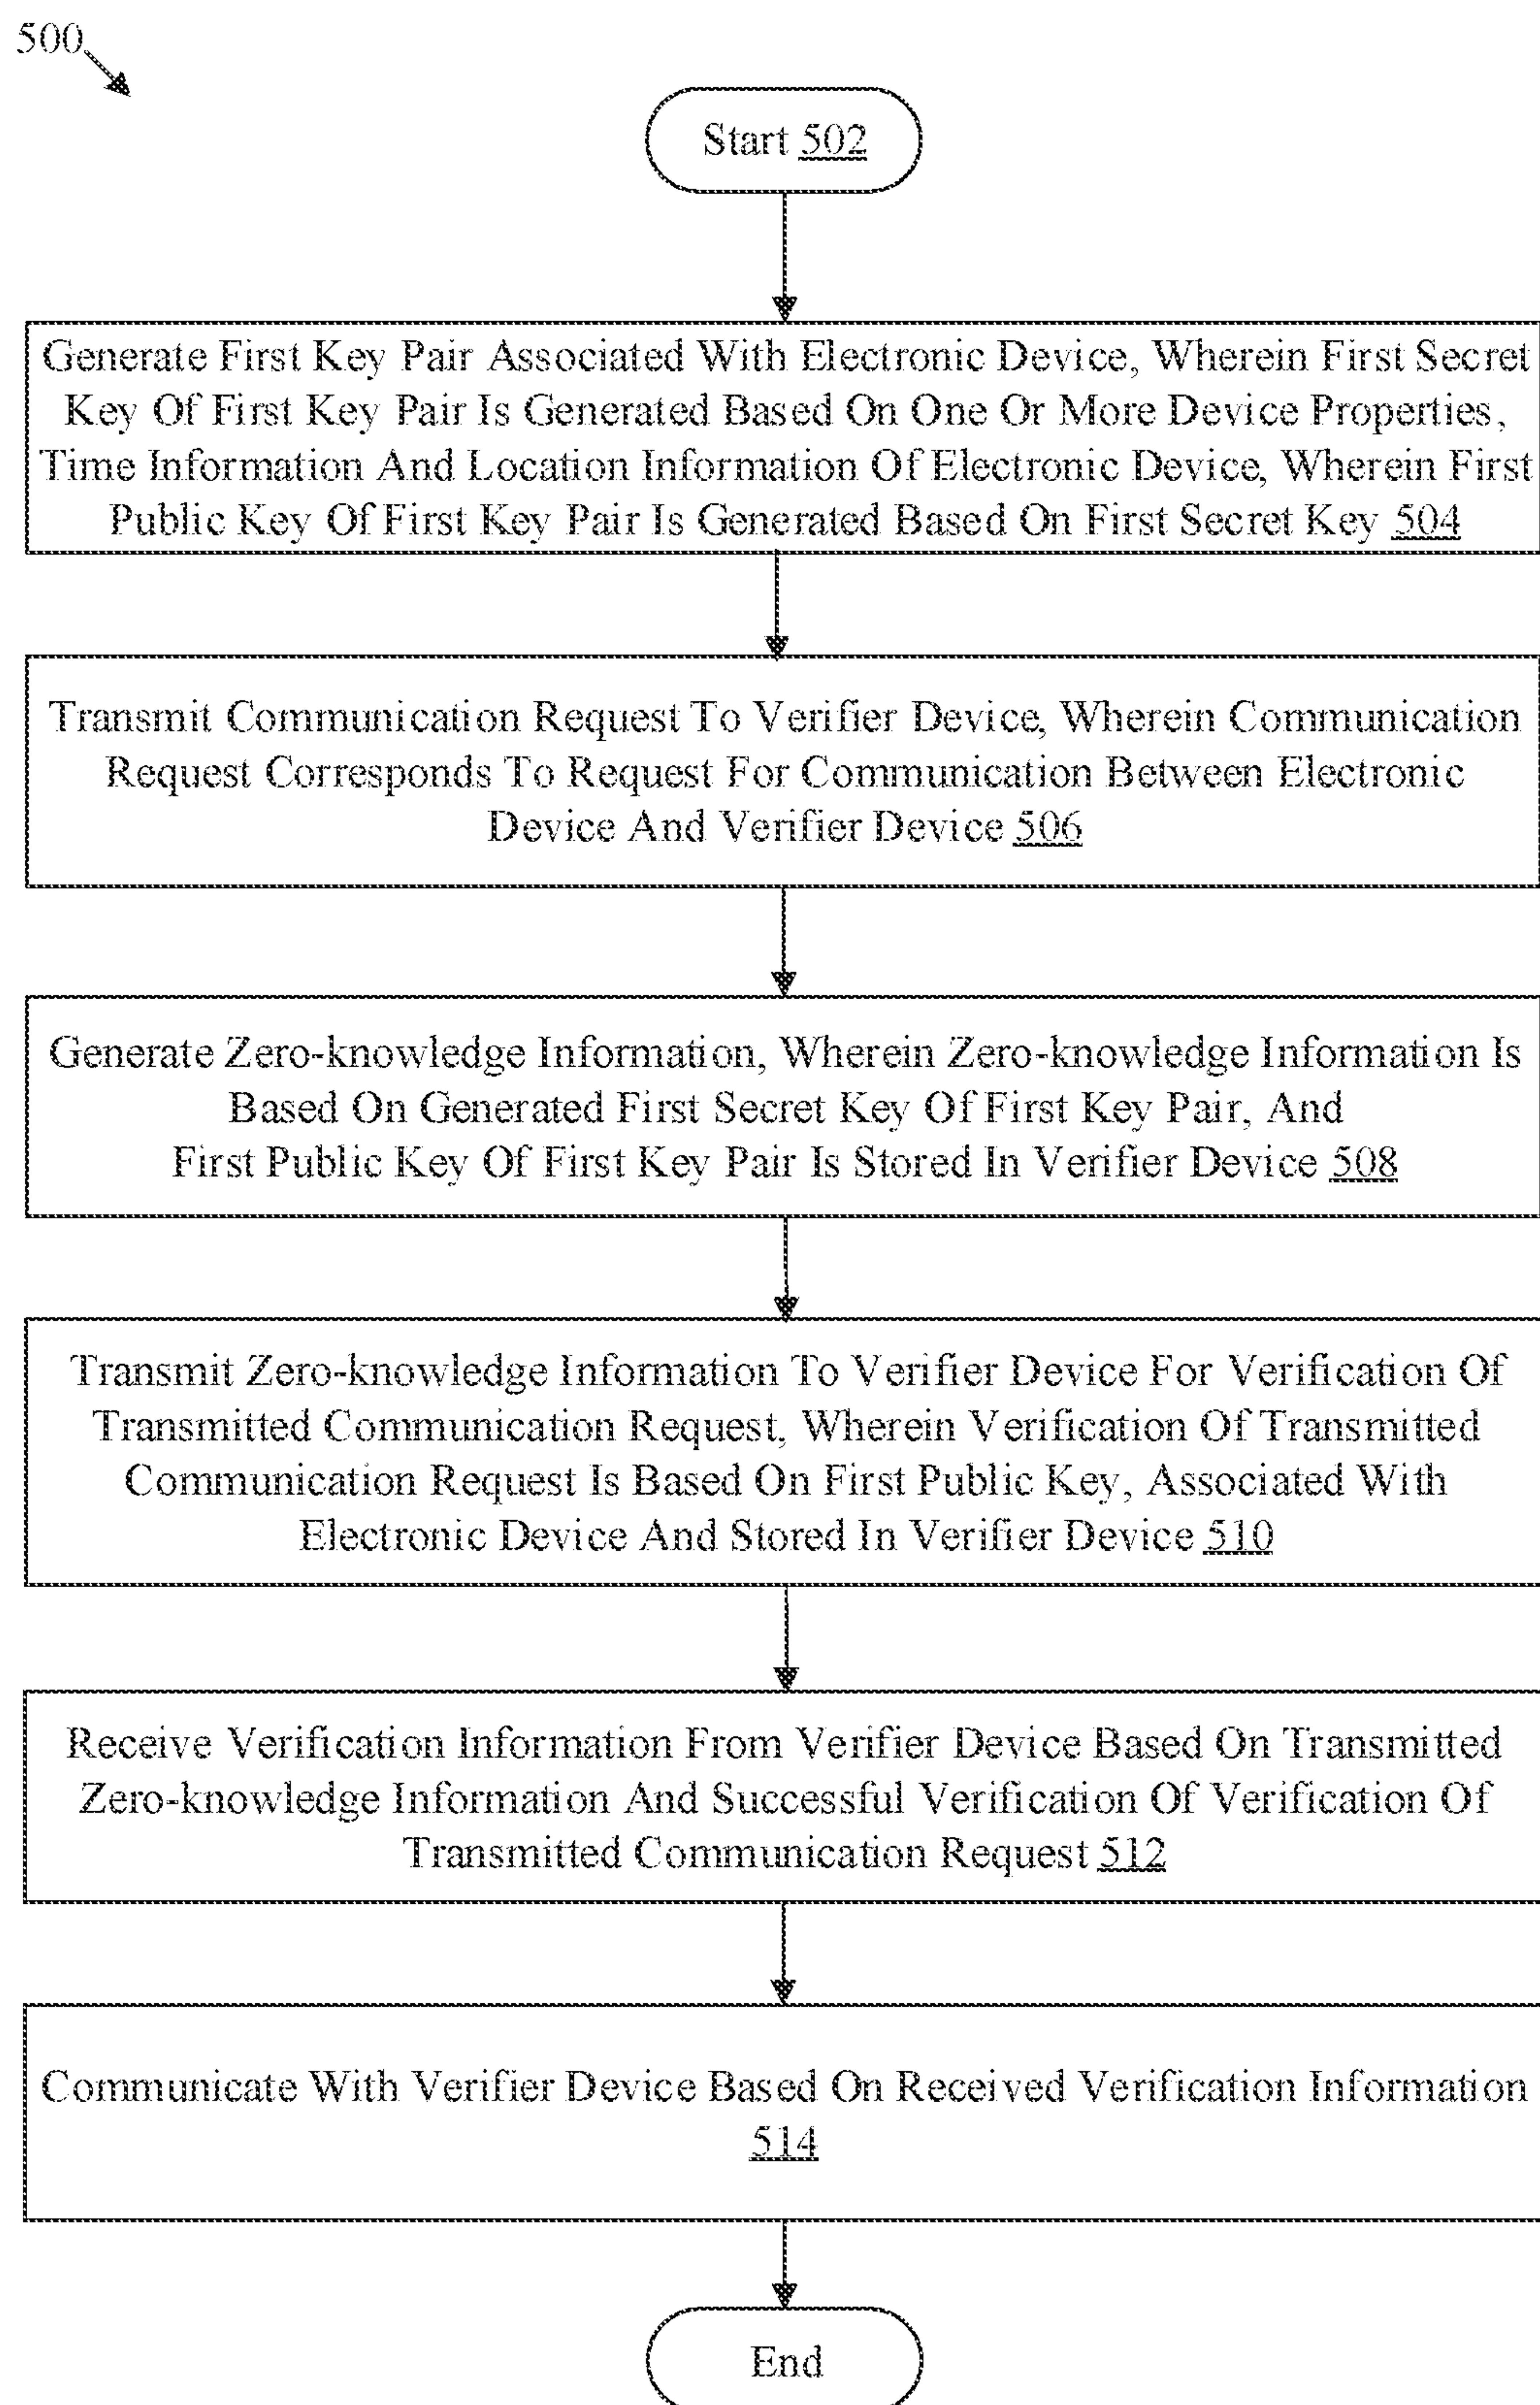 500
Start 502
Generate First Key Pair Associated With Electronic Device, Wherein First Secret
Key Of First Key Pair Is Generated Based On One Or More Device Properties,
Time Information And Location Information Of Electronic Device, Wherein First
Public Key Of First Key Pair Is Generated Based On First Secret Key 504
Transmit Communication Request To Verifier Device, Wherein Communication
Request Corresponds To Request For Communication Between Electronic
Device And Verifier Device 506
Generate Zero-knowledge Information, Wherein Zero-knowledge Information Is
Based On Generated First Secret Key Of First Key Pair, And
First Public Key Of First Key Pair Is Stored In Verifier Device 508
Transmit Zero-knowledge Information To Verifier Device For Verification Of
Transmitted Communication Request, Wherein Verification Of Transmitted
Communication Request Is Based On First Public Key, Associated With
Electronic Device And Stored In Verifier Device 510
Receive Verification Information From Verifier Device Based On Transmitted
Zero-knowledge Information And Successful Verification Of Verification Of
Transmitted Communication Request 512
Communicate With Verifier Device Based On Received Verification Information
514
End